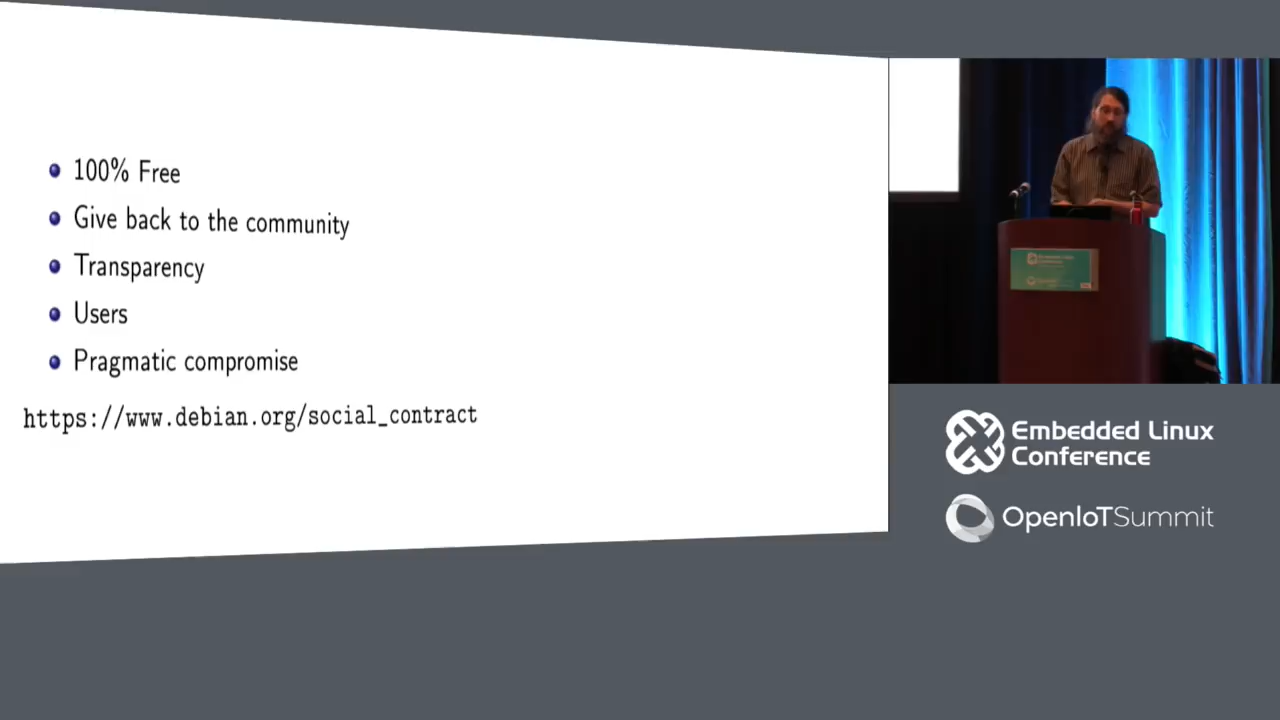 100% Free
Give back to the community
Transparency
Users
Pragmatic compromise
https://www.debian.org/social_contract
Embedded Linux
Conference
OpenIoTSummit